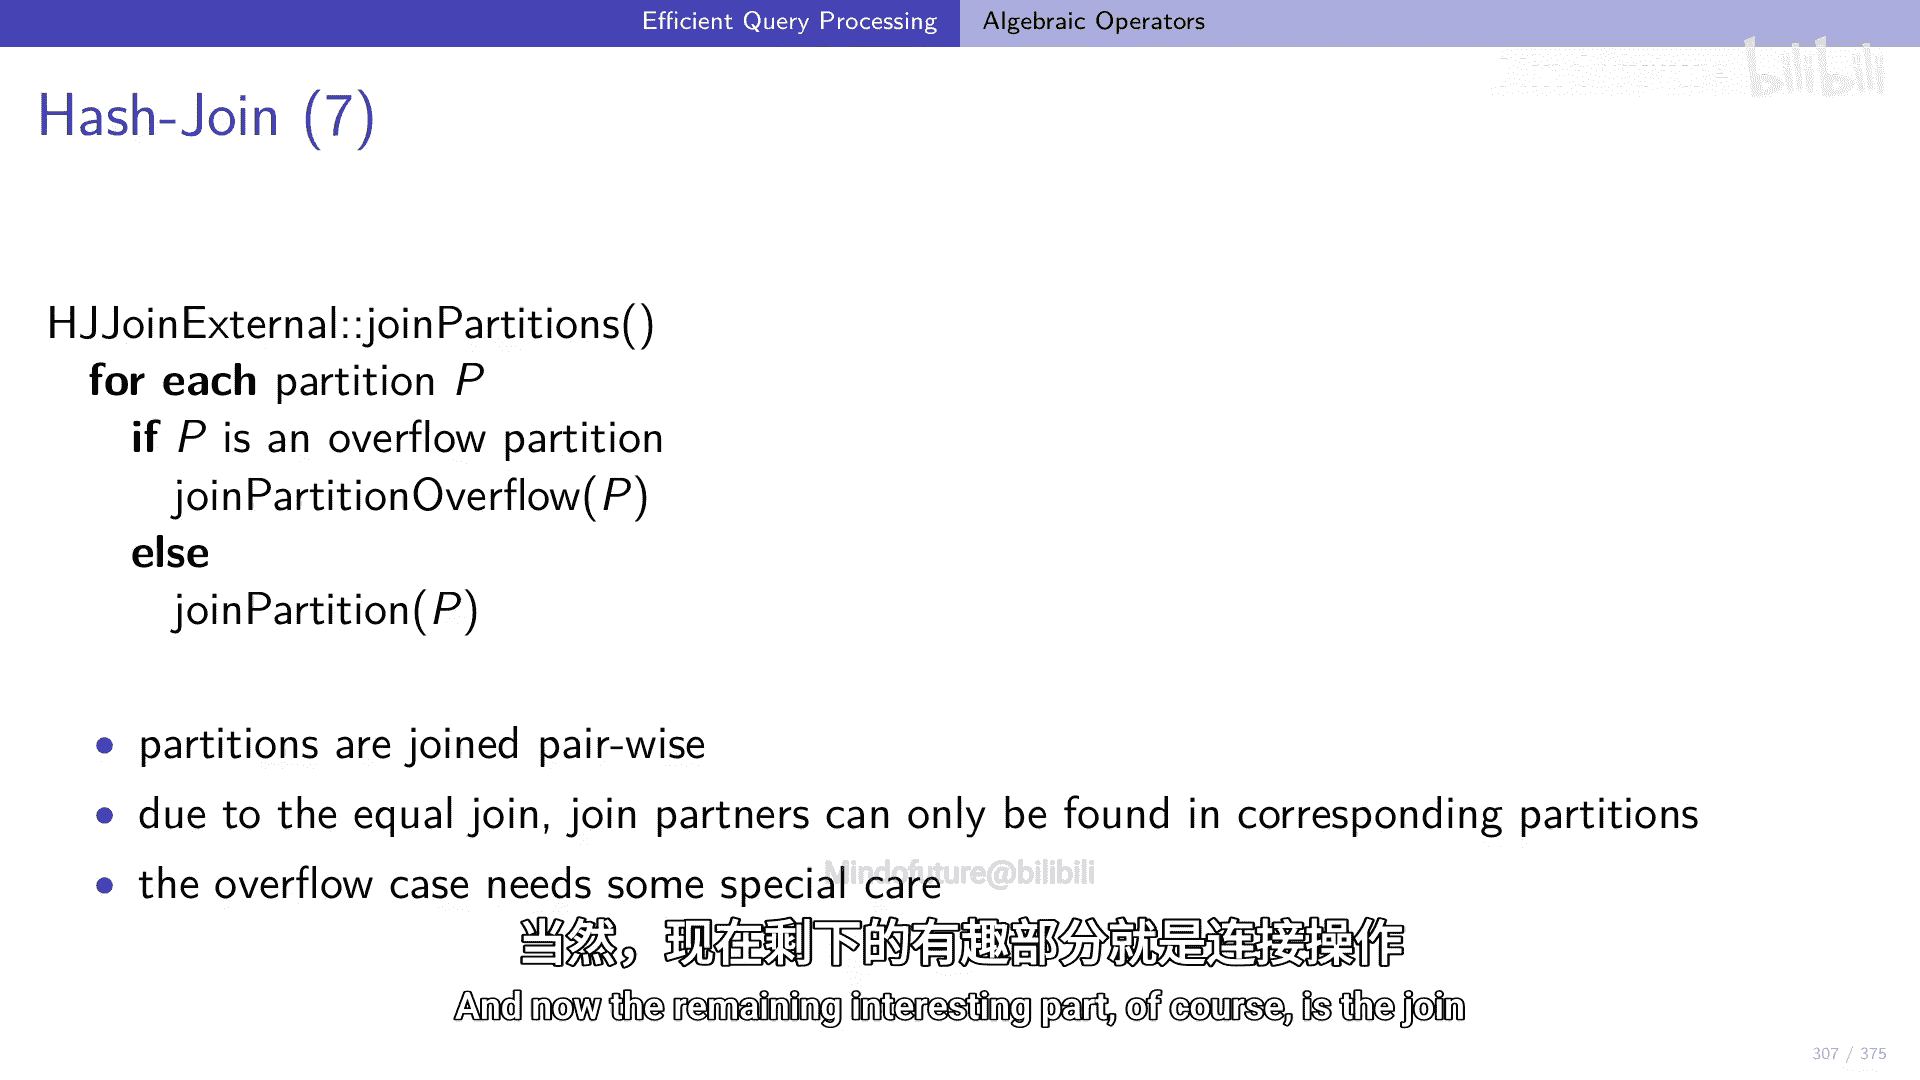 Efficient Query Processing Algebraic Operators
bilibili
Hash-Join (7)
HJJoinExternal::joinPartitions()
for each partition P
if P is an overflow partition
joinPartitionOverflow(P)
else
joinPartition(P)
• partitions are joined pair-wise
• due to the equal join, join partners can only be found in corresponding partitions
• the overflow case needs some special care
Mindofuture@bilibili
当然，现在剩下的有趣部分就是连接操作
And now the remaining interesting part, of course, is the join
307 / 375